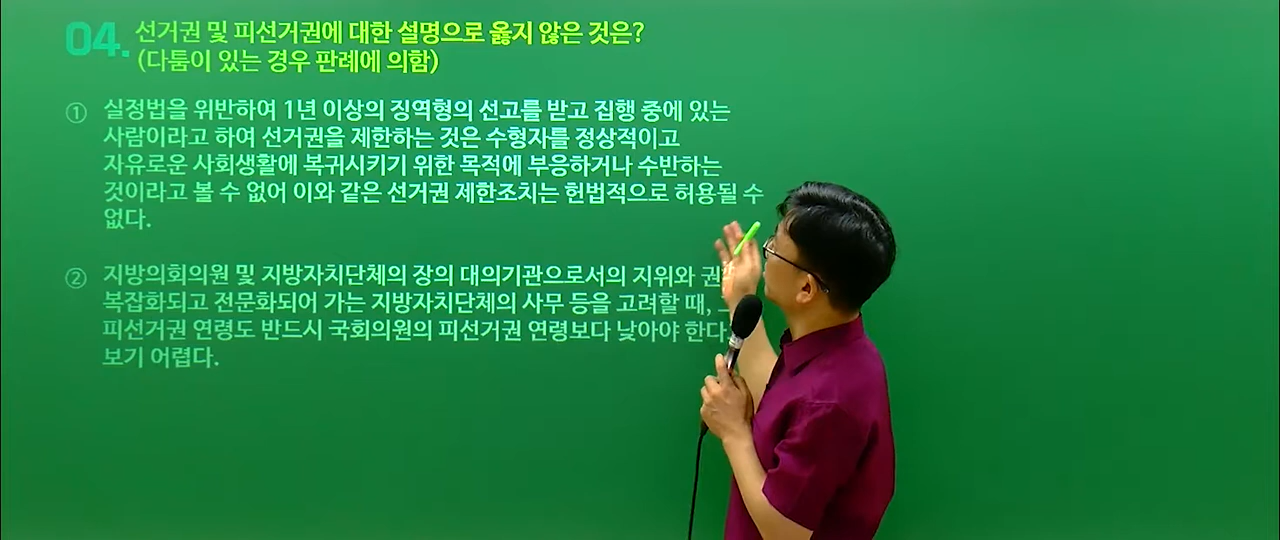 04. 선거권 및 피선거권에 대한 설명으로 옳지 않은 것은?
(다툼이 있는 경우 판례에 의함)
① 실정법을 위반하여 1년 이상의 징역형의 선고를 받고 집행 중에 있는
사람이라고 하여 선거권을 제한하는 것은 수형자를 정상적이고
자유로운 사회생활에 복귀시키기 위한 목적에 부응하거나 수반하는
것이라고 볼 수 없어 이와 같은 선거권 제한조치는 헌법적으로 허용될 수
없다.
② 지방의회의원 및 지방자치단체의 장의 대의기관으로서의 지위와
복잡화되고 전문화되어 가는 지방자치단체의 사무 등을 고려할 때,
피선거권 연령도 반드시 국회의원의 피선거권 연령보다 낮아야 한다
보기 어렵다.